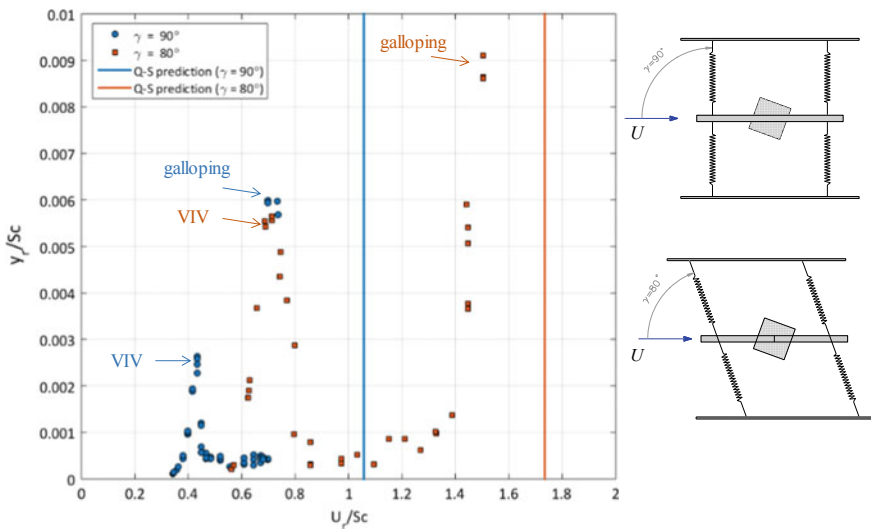 γ = 90°
γ = 80°
Q-S prediction (γ = 90°)
Q-S prediction (γ = 80°)
galloping
galloping
VIV
VIV
0.01
0.009
0.008
0.007
0.006
0.005
0.004
0.003
0.002
0.001
0
y_r/Sc
0 0.2 0.4 0.6 0.8 1 1.2 1.4 1.6 1.8 2
U_r/Sc
γ=90°
U
γ=80°
U